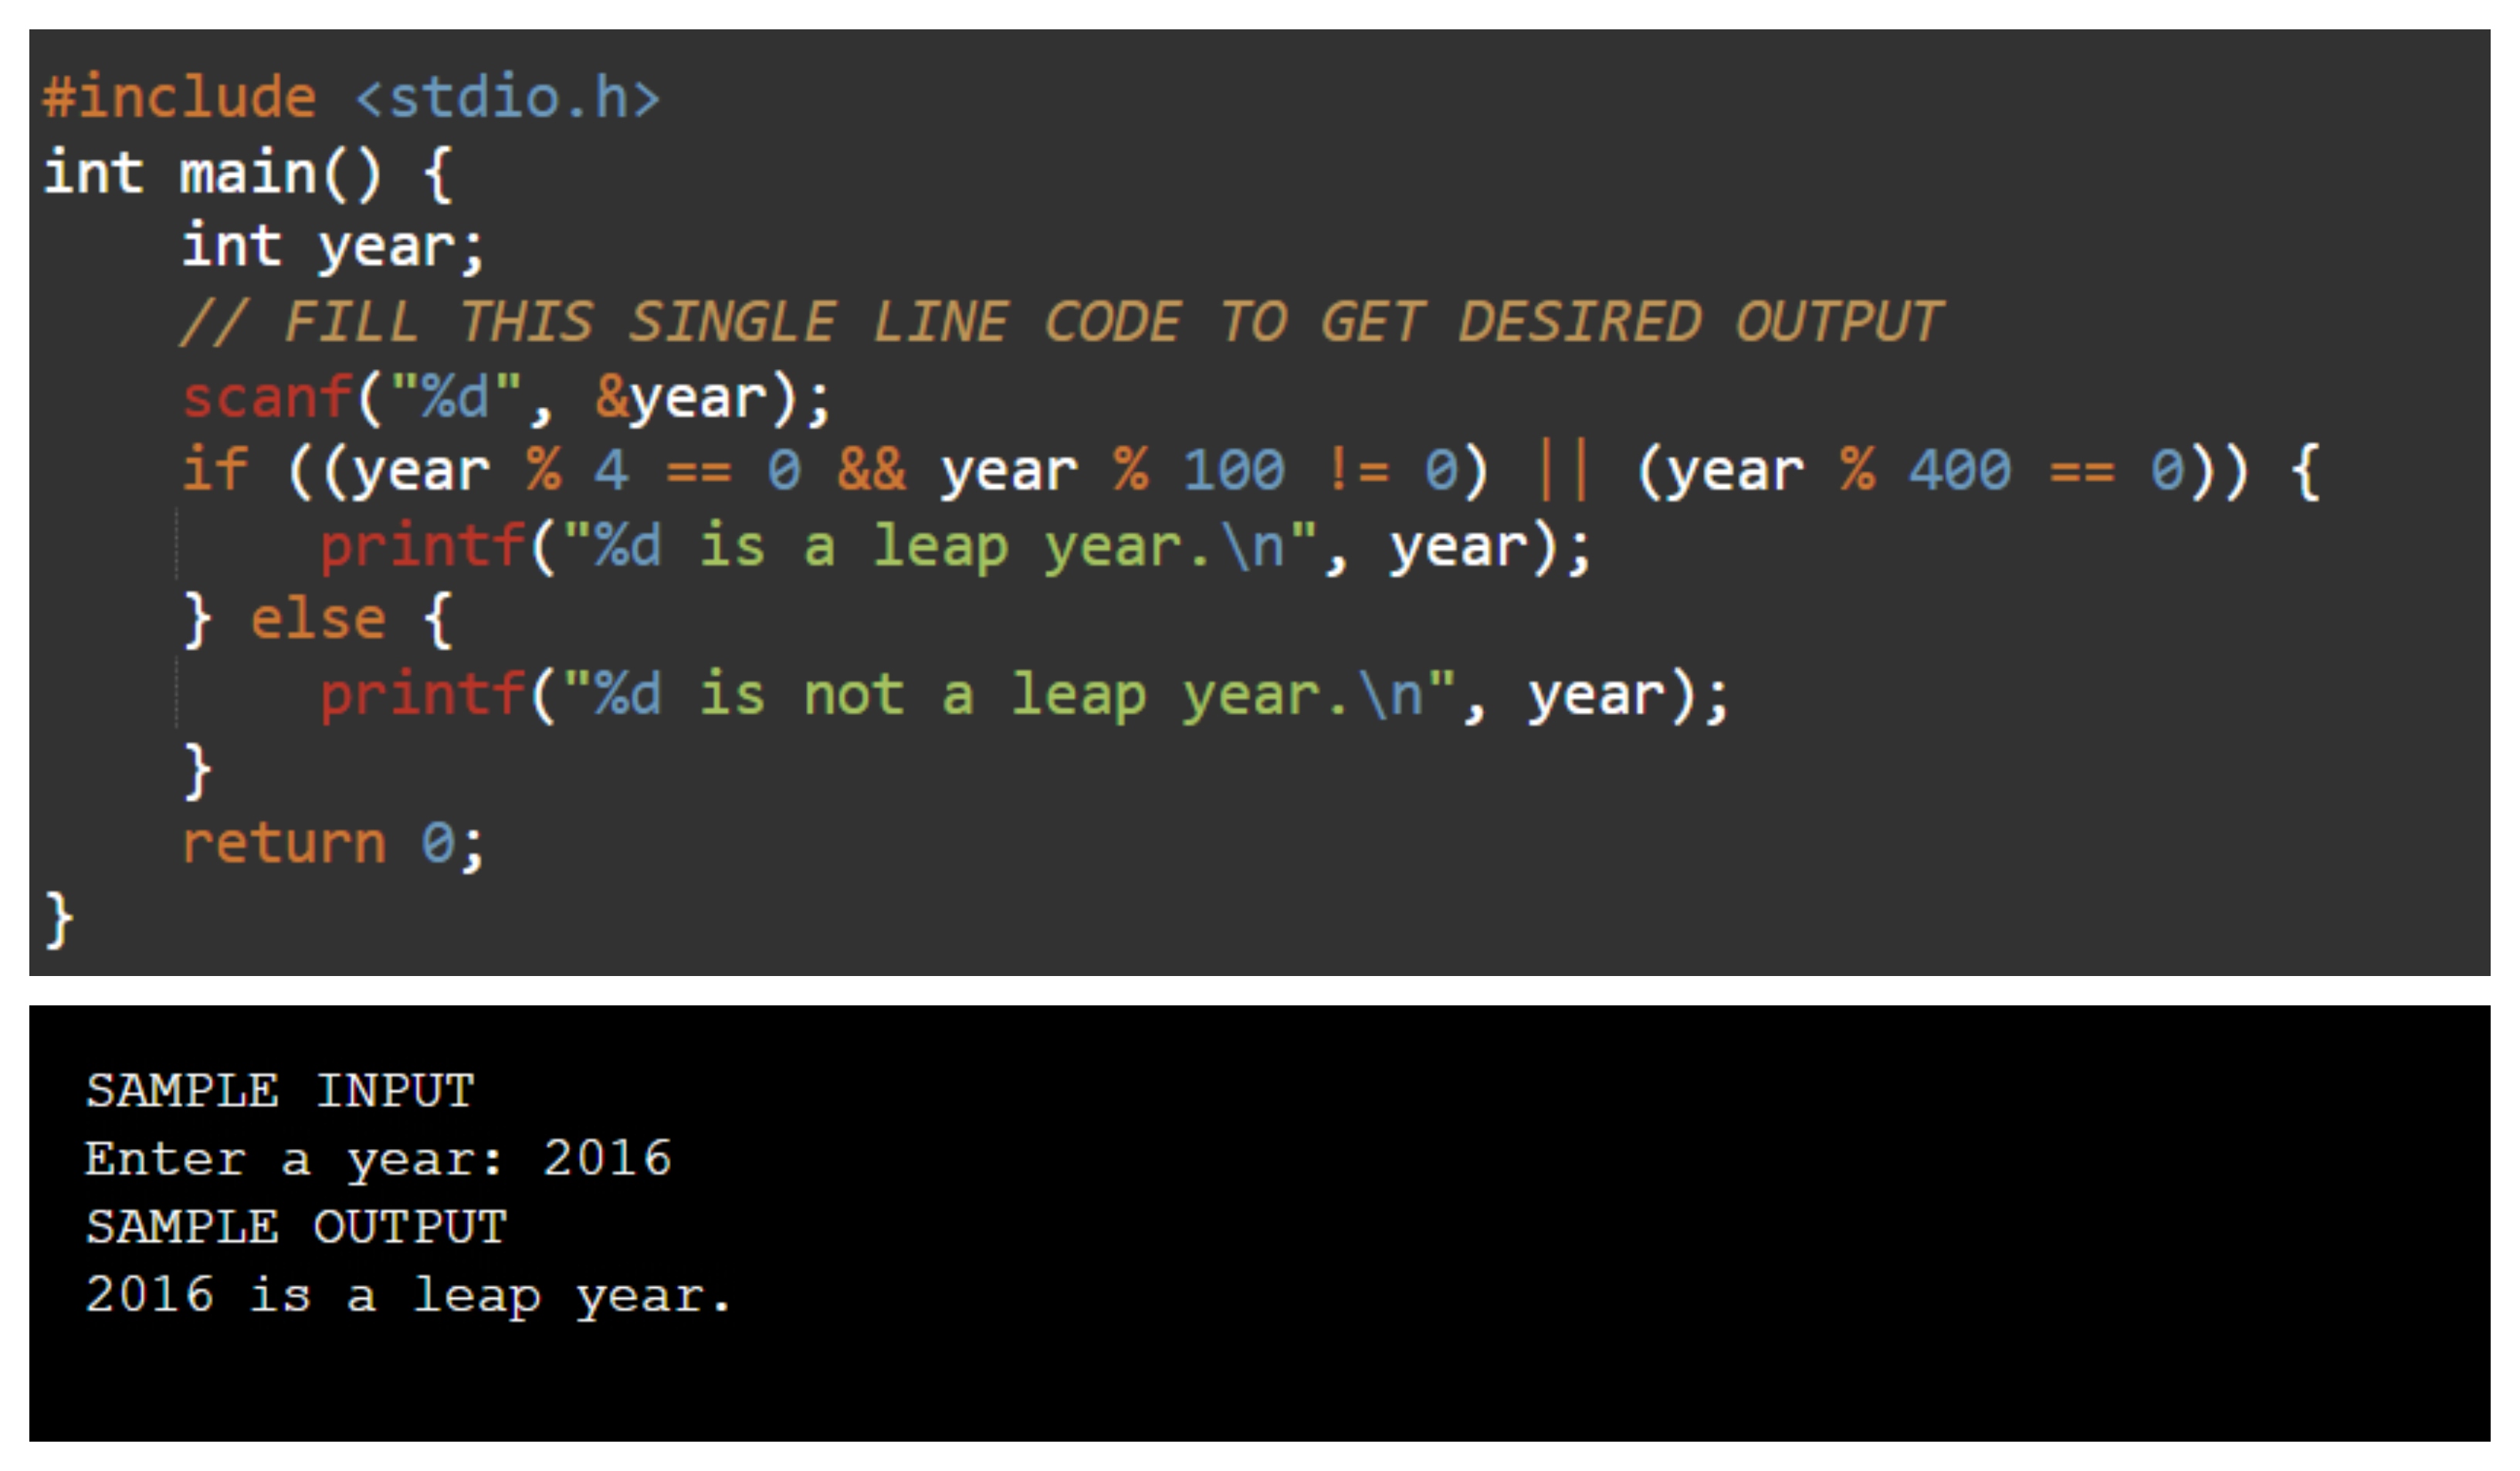 #include <stdio.h>
int main() {
    int year;
    // FILL THIS SINGLE LINE CODE TO GET DESIRED OUTPUT
    scanf("%d", &year);
    if ((year % 4 == 0 && year % 100 != 0) || (year % 400 == 0)) {
        printf("%d is a leap year.\n", year);
    } else {
        printf("%d is not a leap year.\n", year);
    }
    return 0;
}
SAMPLE INPUT
Enter a year: 2016
SAMPLE OUTPUT
2016 is a leap year.